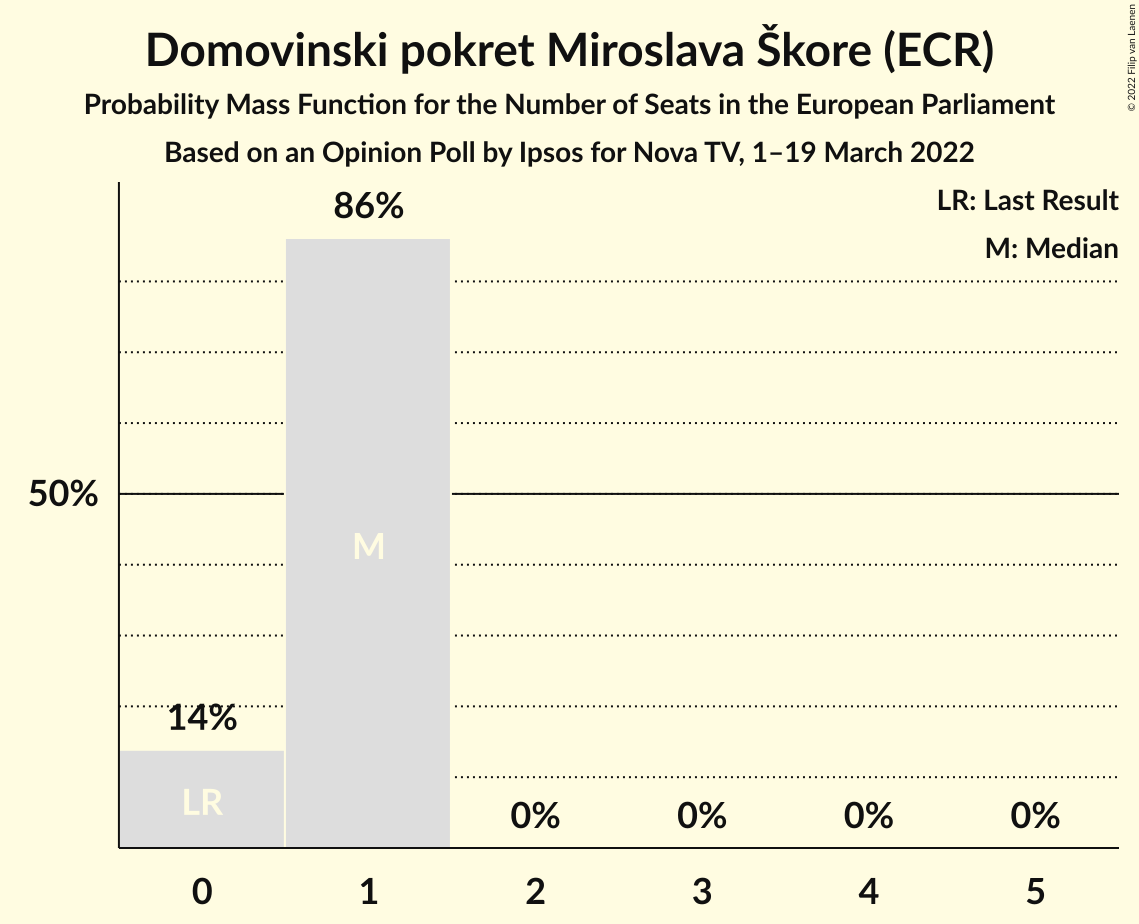 Domovinski pokret Miroslava Škore (ECR)
Probability Mass Function for the Number of Seats in the European Parliament
Based on an Opinion Poll by Ipsos for Nova TV, 1–19 March 2022
© 2022 Filip van Laenen
LR: Last Result
M: Median
86%
50%
M
14%
LR
0% 0% 0% 0%
0 1 2 3 4 5